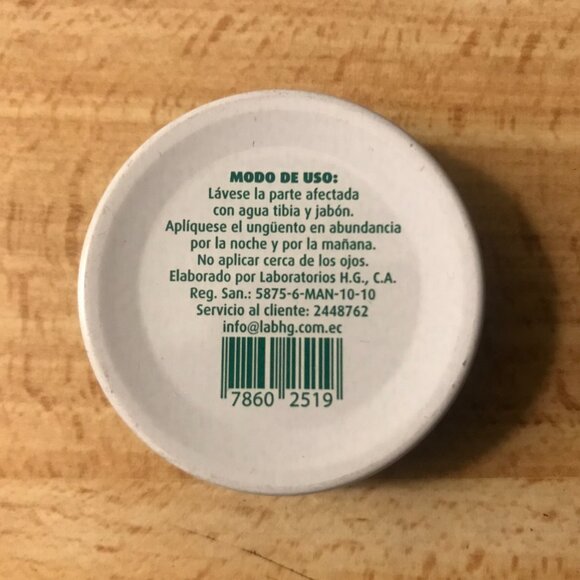 MODO DE USO:
Lávese la parte afectada
con agua tibia y jabón.
Aplíquese el ungüento en abundancia
por la noche y por la mañana.
No aplicar cerca de los ojos.
Elaborado por Laboratorios H.G., C.A.
Reg. San.: 5875-6-MAN-10-10
Servicio al cliente: 2448762
info@labhg.com.ec
7860 2519